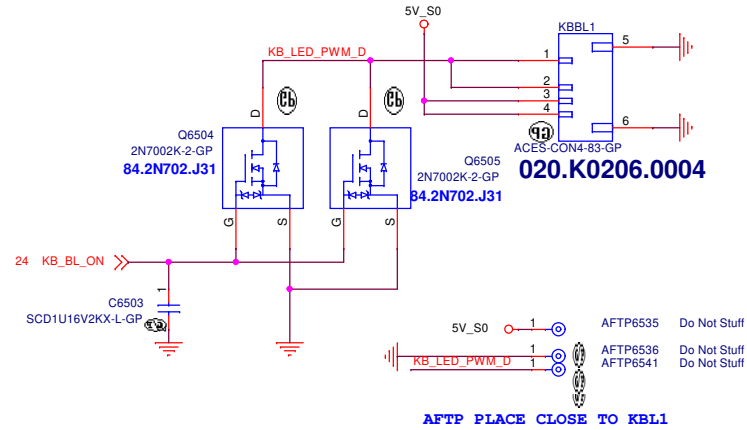 5V_S0
KBBL1
KB_LED_PWM_D
1
5
2
3
4
6
D
D
Q6504
2N7002K-2-GP
84.2N702.J31
ACES-CON4-83-GP
020.K0206.0004
Q6505
2N7002K-2-GP
84.2N702.J31
G
S
G
S
24 KB_BL_ON
1
C6503
SCD1U16V2KX-L-GP
5V_S0
1
AFTP6535 Do Not Stuff
1
AFTP6536 Do Not Stuff
KB_LED_PWM_D
1
AFTP6541 Do Not Stuff
AFTP PLACE CLOSE TO KBL1